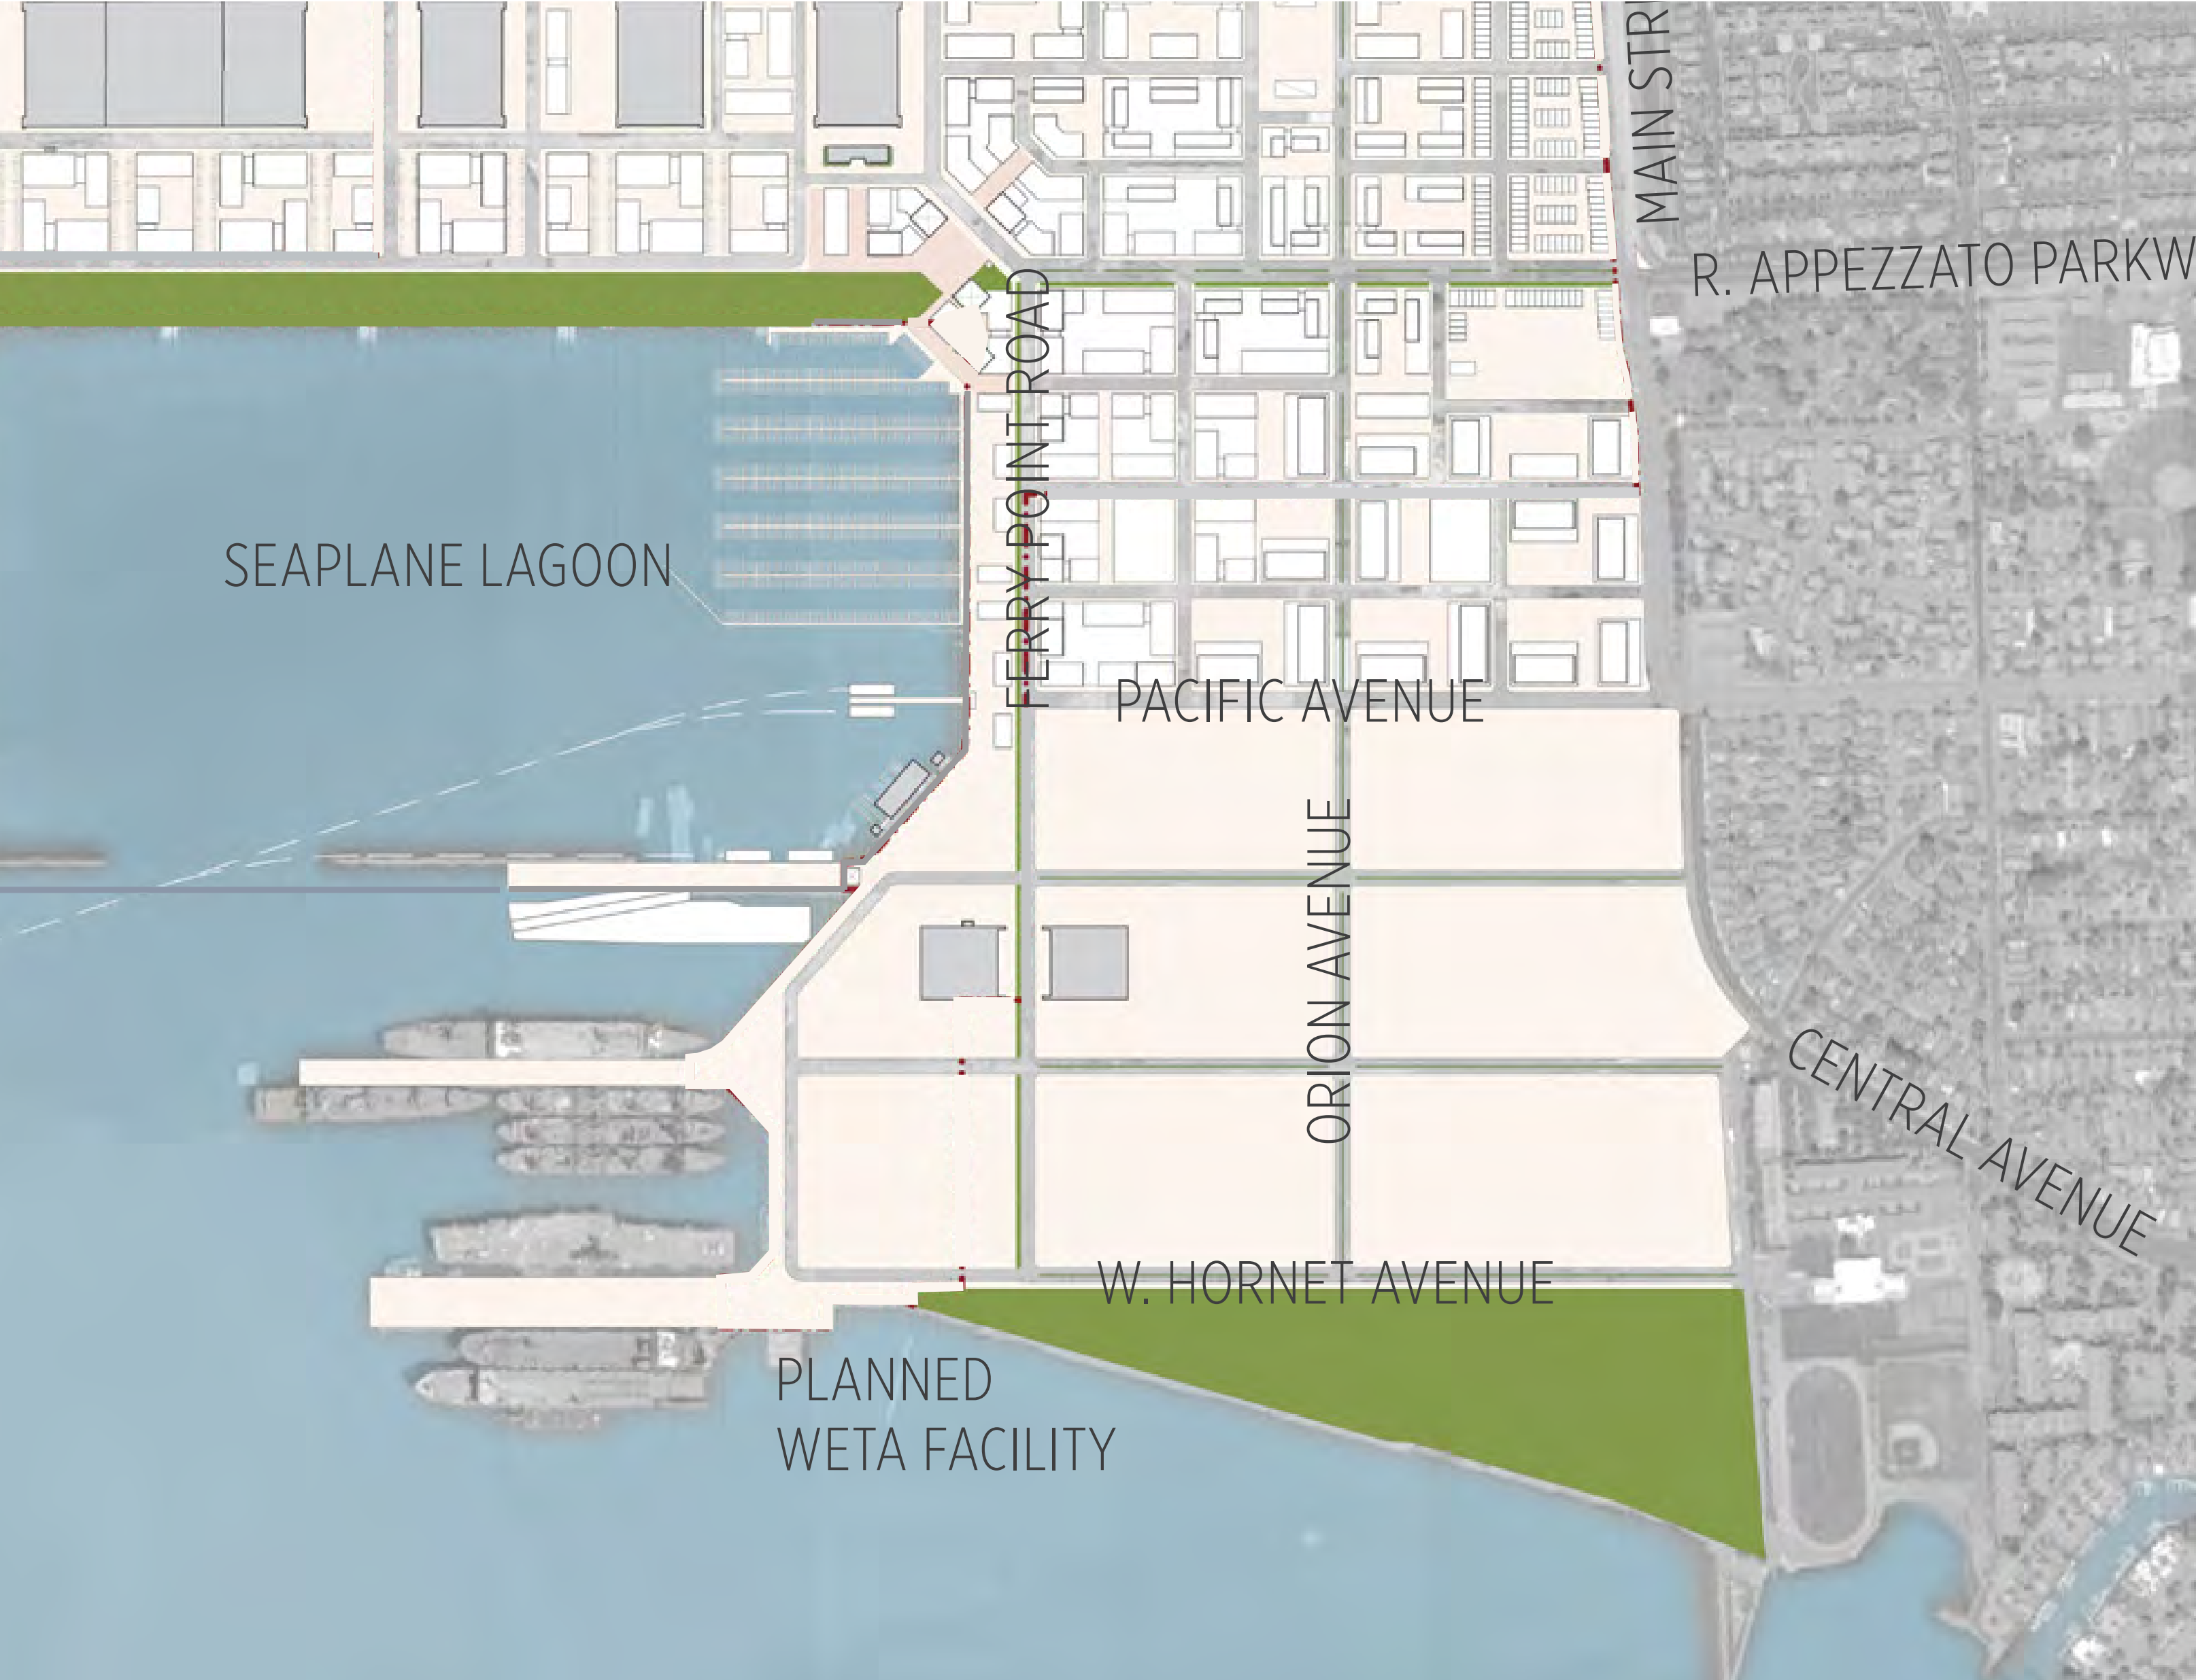 MAIN STR
R. APPEZZATO PARKW
FERRY POINT ROAD
SEAPLANE LAGOON
PACIFIC AVENUE
ORION AVENUE
CENTRAL AVENUE
W. HORNET AVENUE
PLANNED
WETA FACILITY